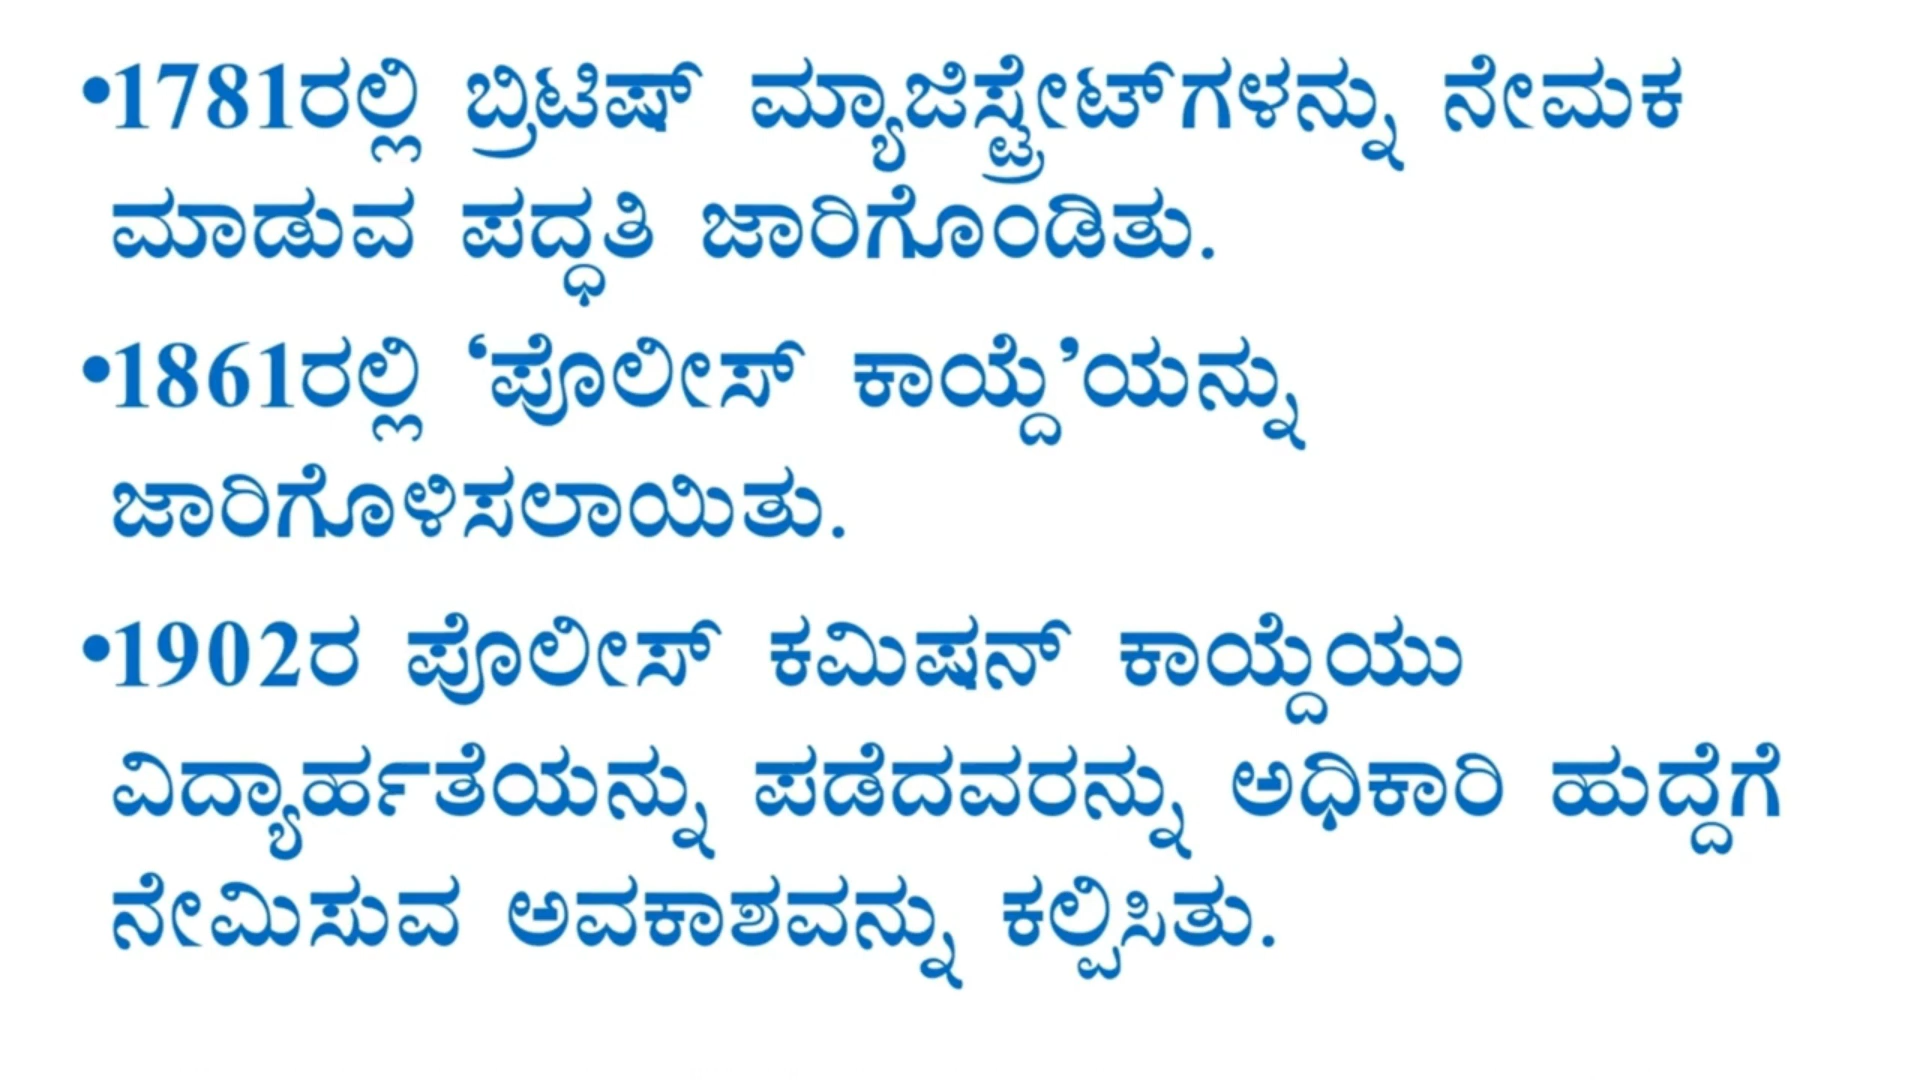 •1781ರಲ್ಲಿ ಬ್ರಿಟಿಷ್ ಮ್ಯಾಜಿಸ್ಟ್ರೇಟ್‌ಗಳನ್ನು ನೇಮಕ
ಮಾಡುವ ಪದ್ಧತಿ ಜಾರಿಗೊಂಡಿತು.
•1861ರಲ್ಲಿ ‘ಪೊಲೀಸ್ ಕಾಯ್ದೆ’ಯನ್ನು
ಜಾರಿಗೊಳಿಸಲಾಯಿತು.
•1902ರ ಪೊಲೀಸ್ ಕಮಿಷನ್ ಕಾಯ್ದೆಯು
ವಿದ್ಯಾರ್ಹತೆಯನ್ನು ಪಡೆದವರನ್ನು ಅಧಿಕಾರಿ ಹುದ್ದೆಗೆ
ನೇಮಿಸುವ ಅವಕಾಶವನ್ನು ಕಲ್ಪಿಸಿತು.